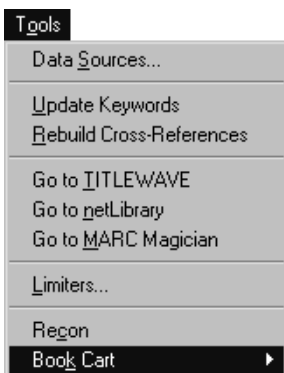 Tools
Data Sources...
Update Keywords
Rebuild Cross-References
Go to TITLEWAVE
Go to netLibrary
Go to MARC Magician
Limiters...
Recon
Book Cart